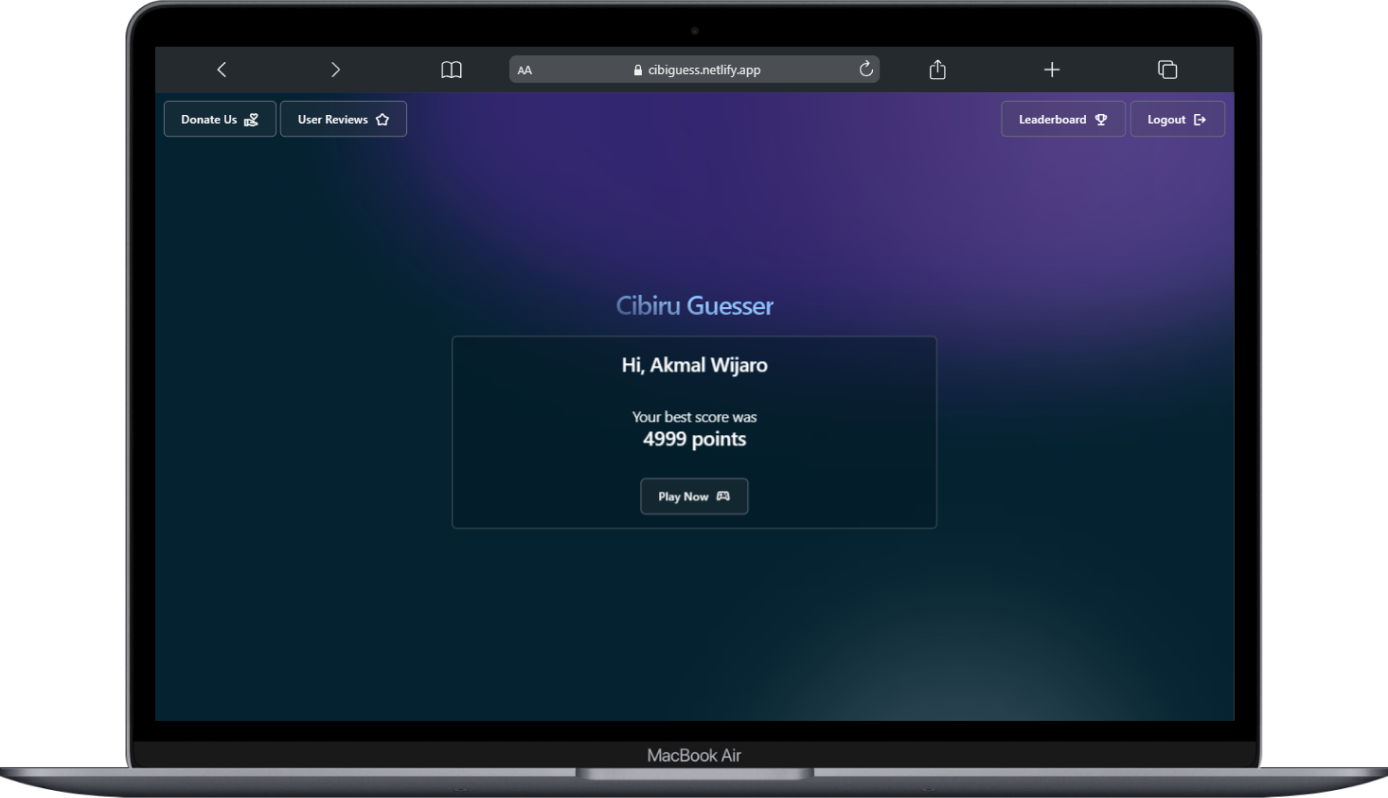 AA
cibiguess.netlify.app
Donate Us
User Reviews
Leaderboard
Logout
Cibiru Guesser
Hi, Akmal Wijaro
Your best score was
4999 points
Play Now
MacBook Air